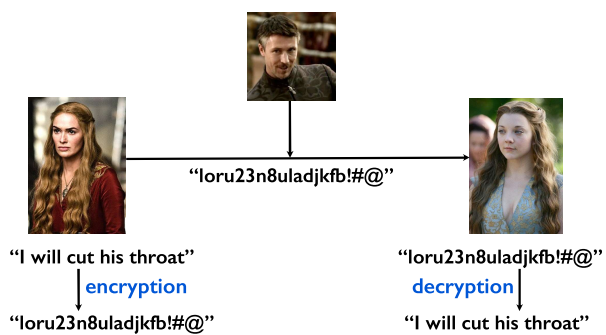 “loru23n8uladjkfb!#@”
“I will cut his throat”
encryption
“loru23n8uladjkfb!#@”
“loru23n8uladjkfb!#@”
decryption
“I will cut his throat”